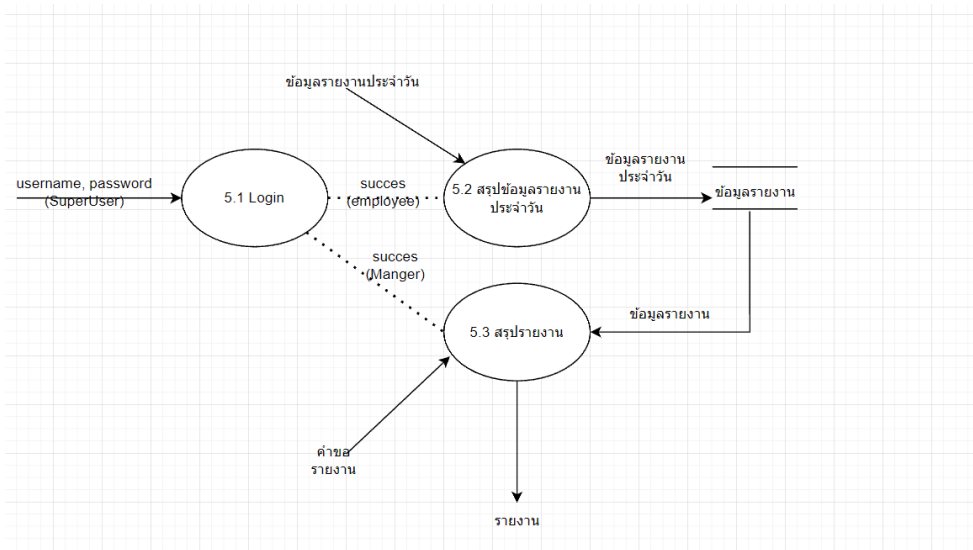 ข้อมูลรายงานประจำวัน
username, password
(SuperUser)
5.1 Login
succes
(employee)
5.2 สรุปข้อมูลรายงาน
ประจำวัน
ข้อมูลรายงาน
ประจำวัน
ข้อมูลรายงาน
succes
(Manger)
5.3 สรุปรายงาน
ข้อมูลรายงาน
คำขอ
รายงาน
รายงาน